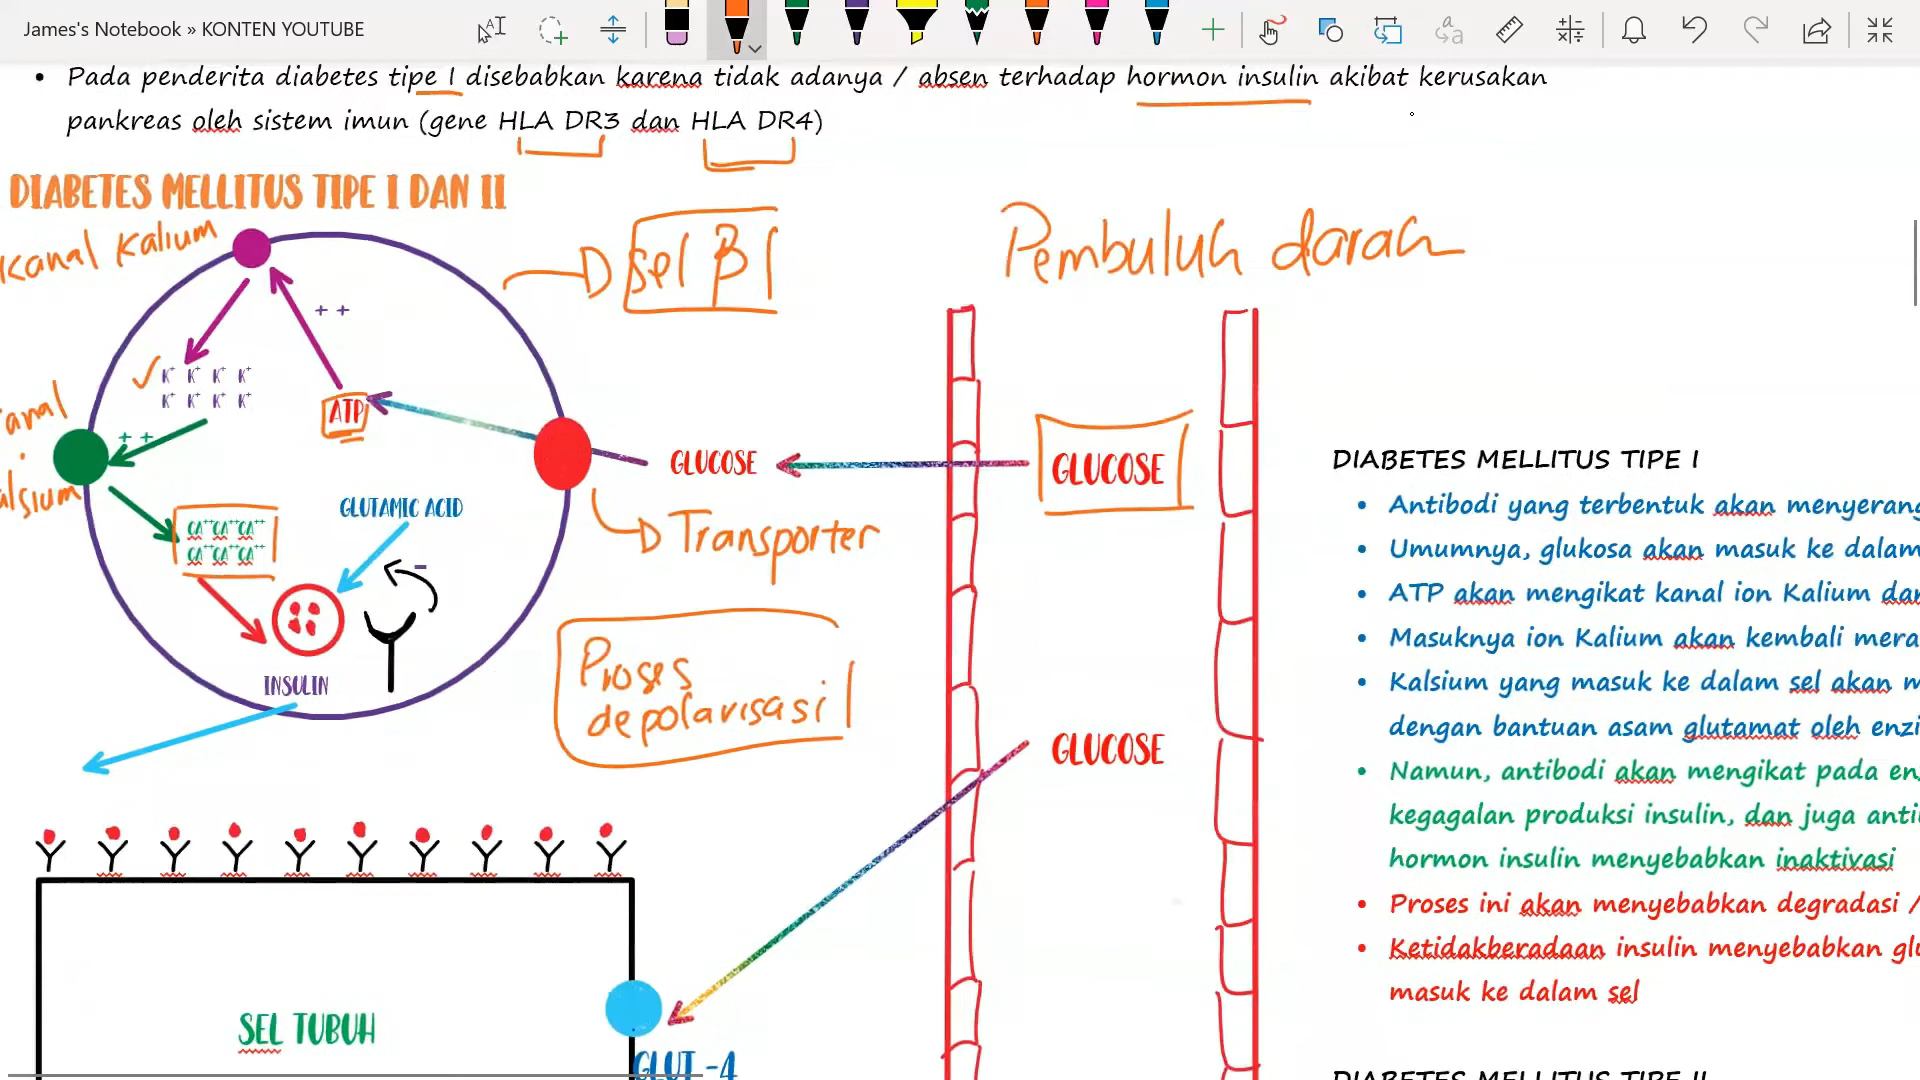 James's Notebook » KONTEN YOUTUBE
Pada penderita diabetes tipe I disebabkan karena tidak adanya / absen terhadap hormon insulin akibat kerusakan
pankreas oleh sistem imun (gene HLA DR3 dan HLA DR4)
DIABETES MELLITUS TIPE I DAN II
Kanal Kalium
sel β
Pembuluh darah
++
K+ K+ K+ K+
K+ K+ K+ K+
ATP
++
GLUCOSE
GLUCOSE
GLUTAMIC ACID
Transporter
CA++CA++CA++
CA++CA++CA++
-
INSULIN
Proses
depolarisasi
GLUCOSE
SEL TUBUH
GLUT -4
DIABETES MELLITUS TIPE I
Antibodi yang terbentuk akan menyerang
Umumnya, glukosa akan masuk ke dalam
ATP akan mengikat kanal ion Kalium dan
Masuknya ion Kalium akan kembali mera
Kalsium yang masuk ke dalam sel akan m
dengan bantuan asam glutamat oleh enzi
Namun, antibodi akan mengikat pada en
kegagalan produksi insulin, dan juga anti
hormon insulin menyebabkan inaktivasi
Proses ini akan menyebabkan degradasi /
Ketidakberadaan insulin menyebabkan glu
masuk ke dalam sel
DIABETES MELLITUS TIPE II